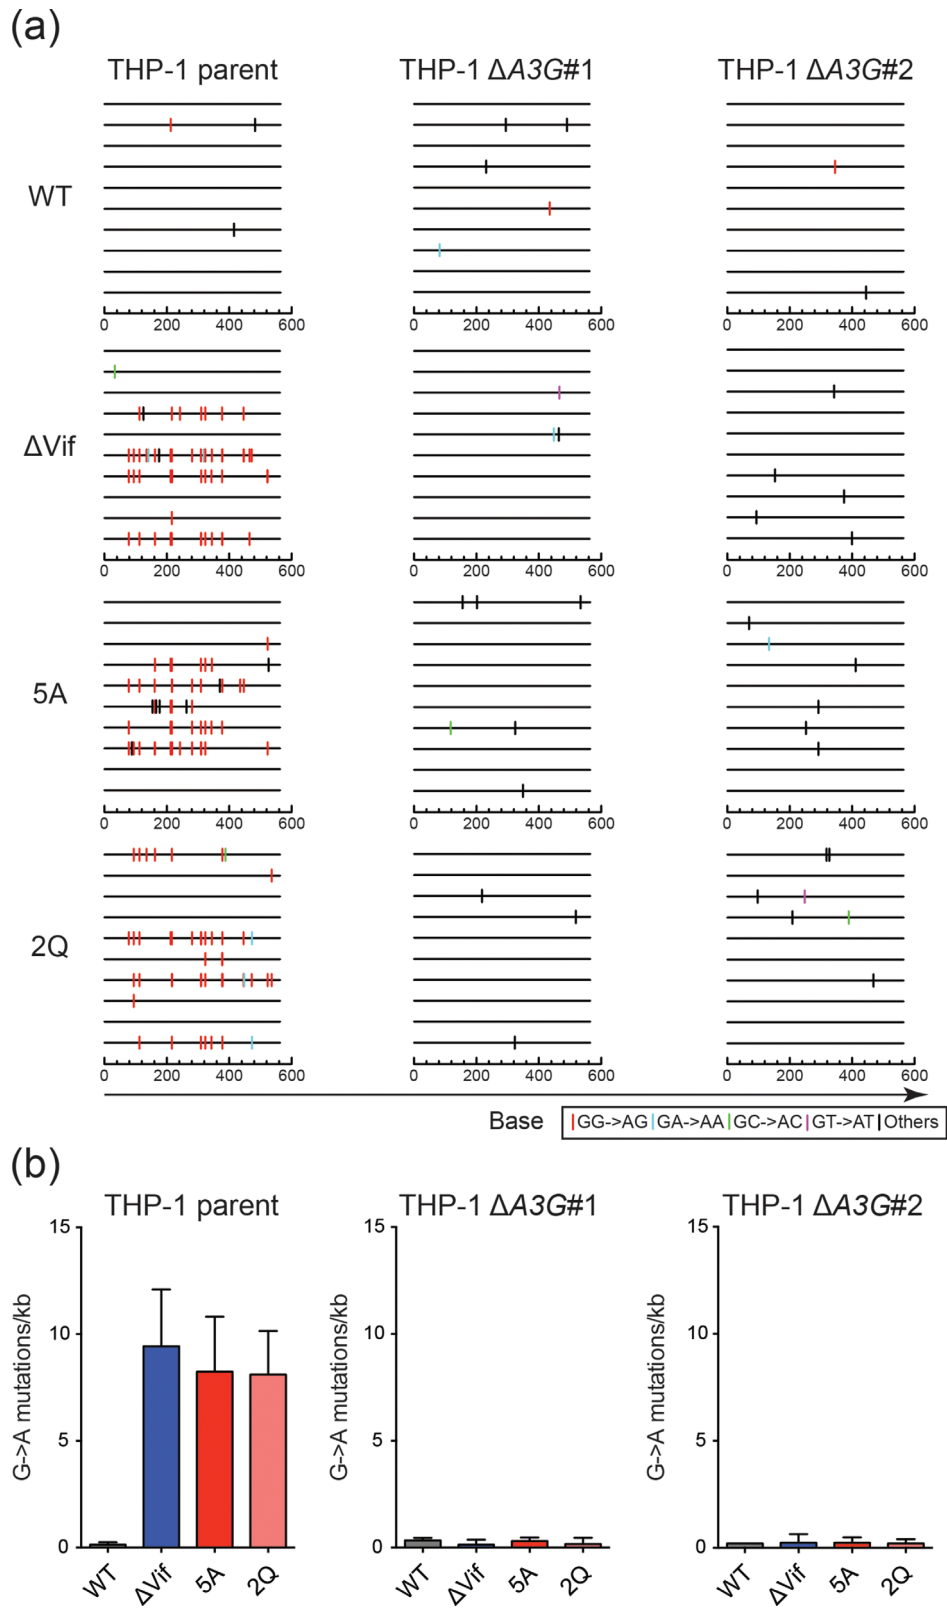 (a)
THP-1 parent THP-1 ΔA3G#1 THP-1 ΔA3G#2
WT
0 200 400 600 0 200 400 600 0 200 400 600
ΔVif
0 200 400 600 0 200 400 600 0 200 400 600
5A
0 200 400 600 0 200 400 600 0 200 400 600
2Q
0 200 400 600 0 200 400 600 0 200 400 600
Base GG->AG GA->AA GC->AC GT->AT Others
(b)
THP-1 parent THP-1 ΔA3G#1 THP-1 ΔA3G#2
15 15 15
10 10 10
5 5 5
0 0 0
G->A mutations/kb G->A mutations/kb G->A mutations/kb
WT ΔVif 5A 2Q WT ΔVif 5A 2Q WT ΔVif 5A 2Q